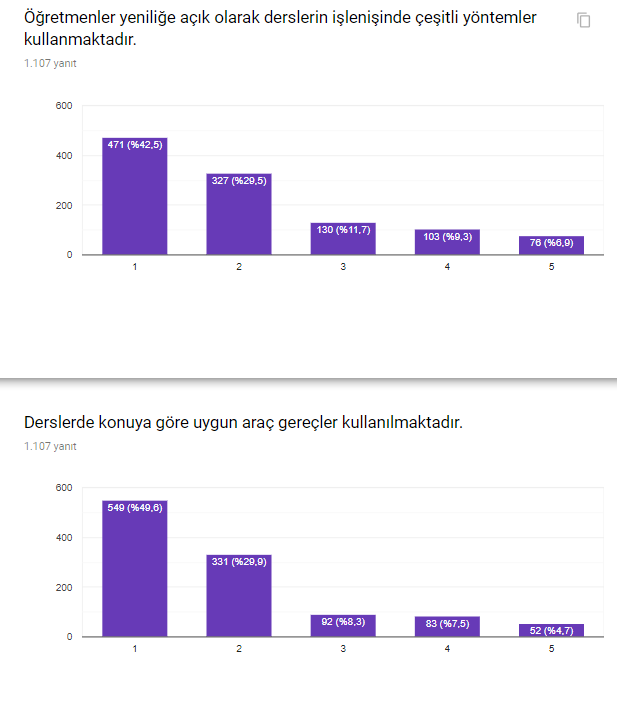 Öğretmenler yeniliğe açık olarak derslerin işlenişinde çeşitli yöntemler
kullanmaktadır.
1.107 yanıt
600
400
200
0
471 (%42,5)
327 (%29,5)
130 (%11,7)
103 (%9,3)
76 (%6,9)
1 2 3 4 5
Derslerde konuya göre uygun araç gereçler kullanılmaktadır.
1.107 yanıt
600
400
200
0
549 (%49,6)
331 (%29,9)
92 (%8,3)
83 (%7,5)
52 (%4,7)
1 2 3 4 5